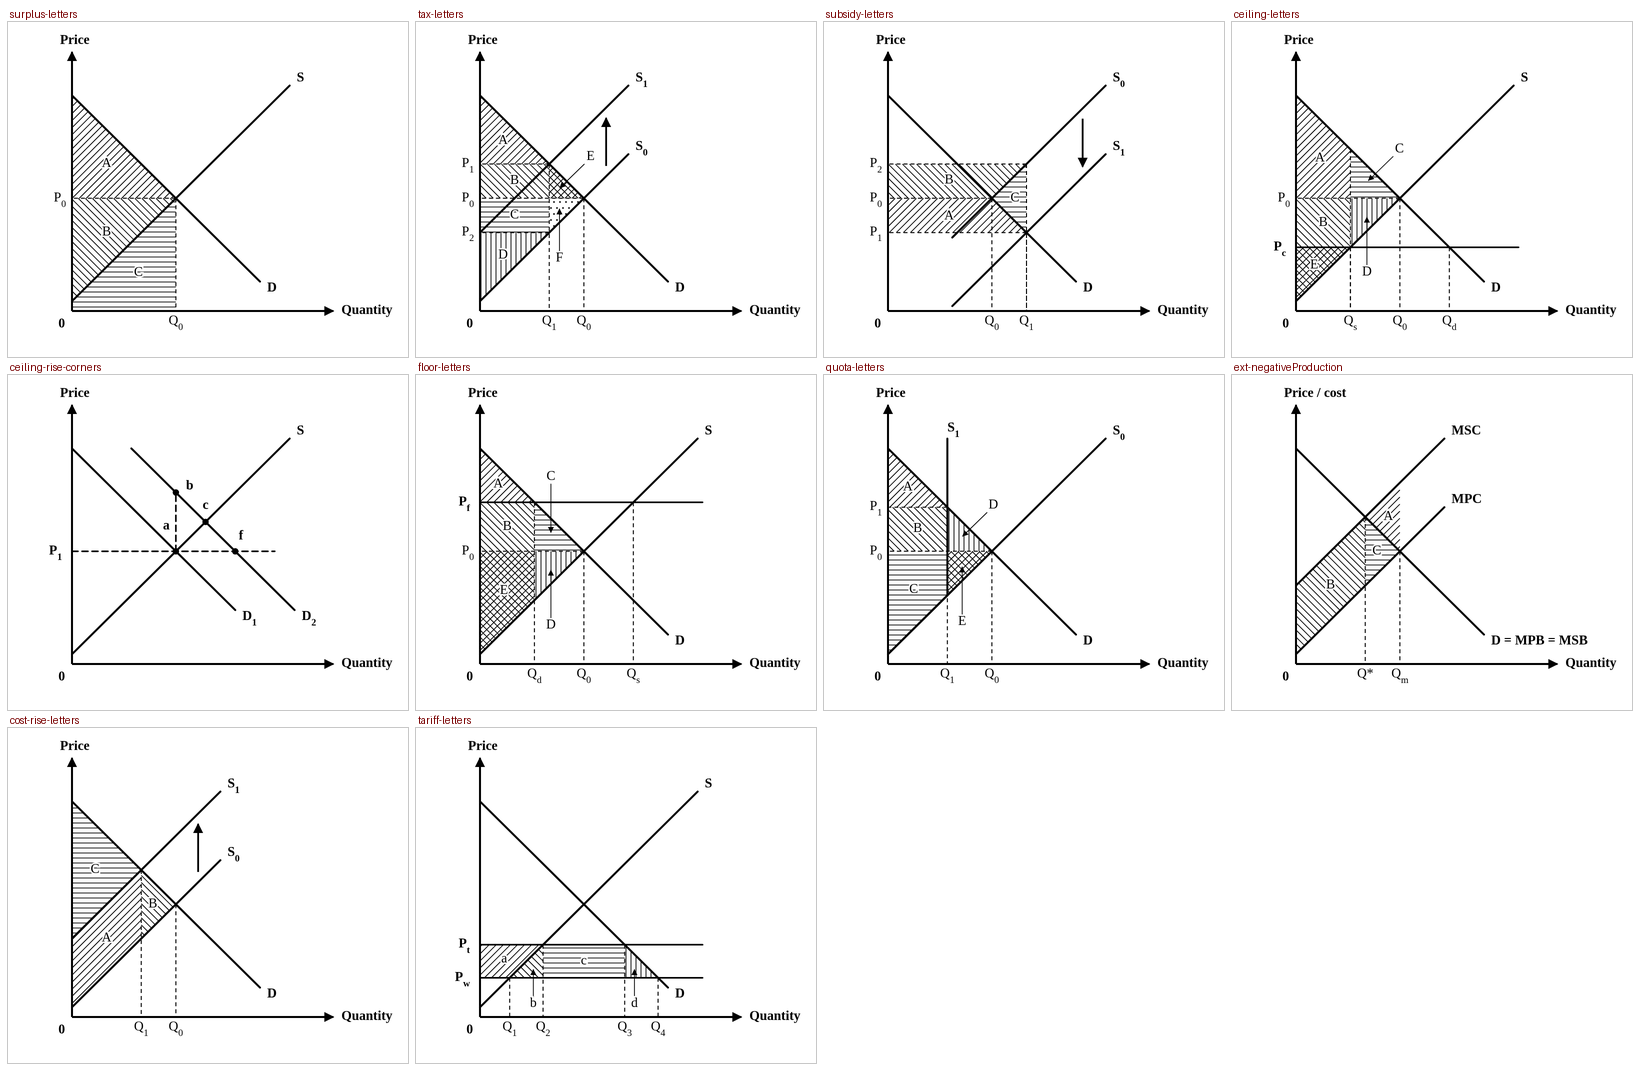 surplus-letters
Price
S
A
P0
B
C
D
Quantity
0
Q0
tax-letters
Price
S1
S0
A
E
P1
B
P0
C
P2
D
F
D
Quantity
0
Q1
Q0
subsidy-letters
Price
S0
S1
P2
B
P0
C
A
P1
D
Quantity
0
Q0
Q1
ceiling-letters
Price
S
A
C
P0
B
Pc
E
D
D
Quantity
0
Qs
Q0
Qd
ceiling-rise-corners
Price
S
b
c
a
f
P1
D1
D2
Quantity
0
floor-letters
Price
S
C
A
Pf
B
P0
E
D
D
Quantity
0
Qd
Q0
Qs
quota-letters
Price
S1
S0
A
D
P1
B
P0
C
E
D
Quantity
0
Q1
Q0
ext-negativeProduction
Price / cost
MSC
MPC
A
C
B
D = MPB = MSB
Quantity
0
Q*
Qm
cost-rise-letters
Price
S1
S0
C
B
A
D
Quantity
0
Q1
Q0
tariff-letters
Price
S
Pt
a
c
Pw
b
d
D
Quantity
0
Q1
Q2
Q3
Q4